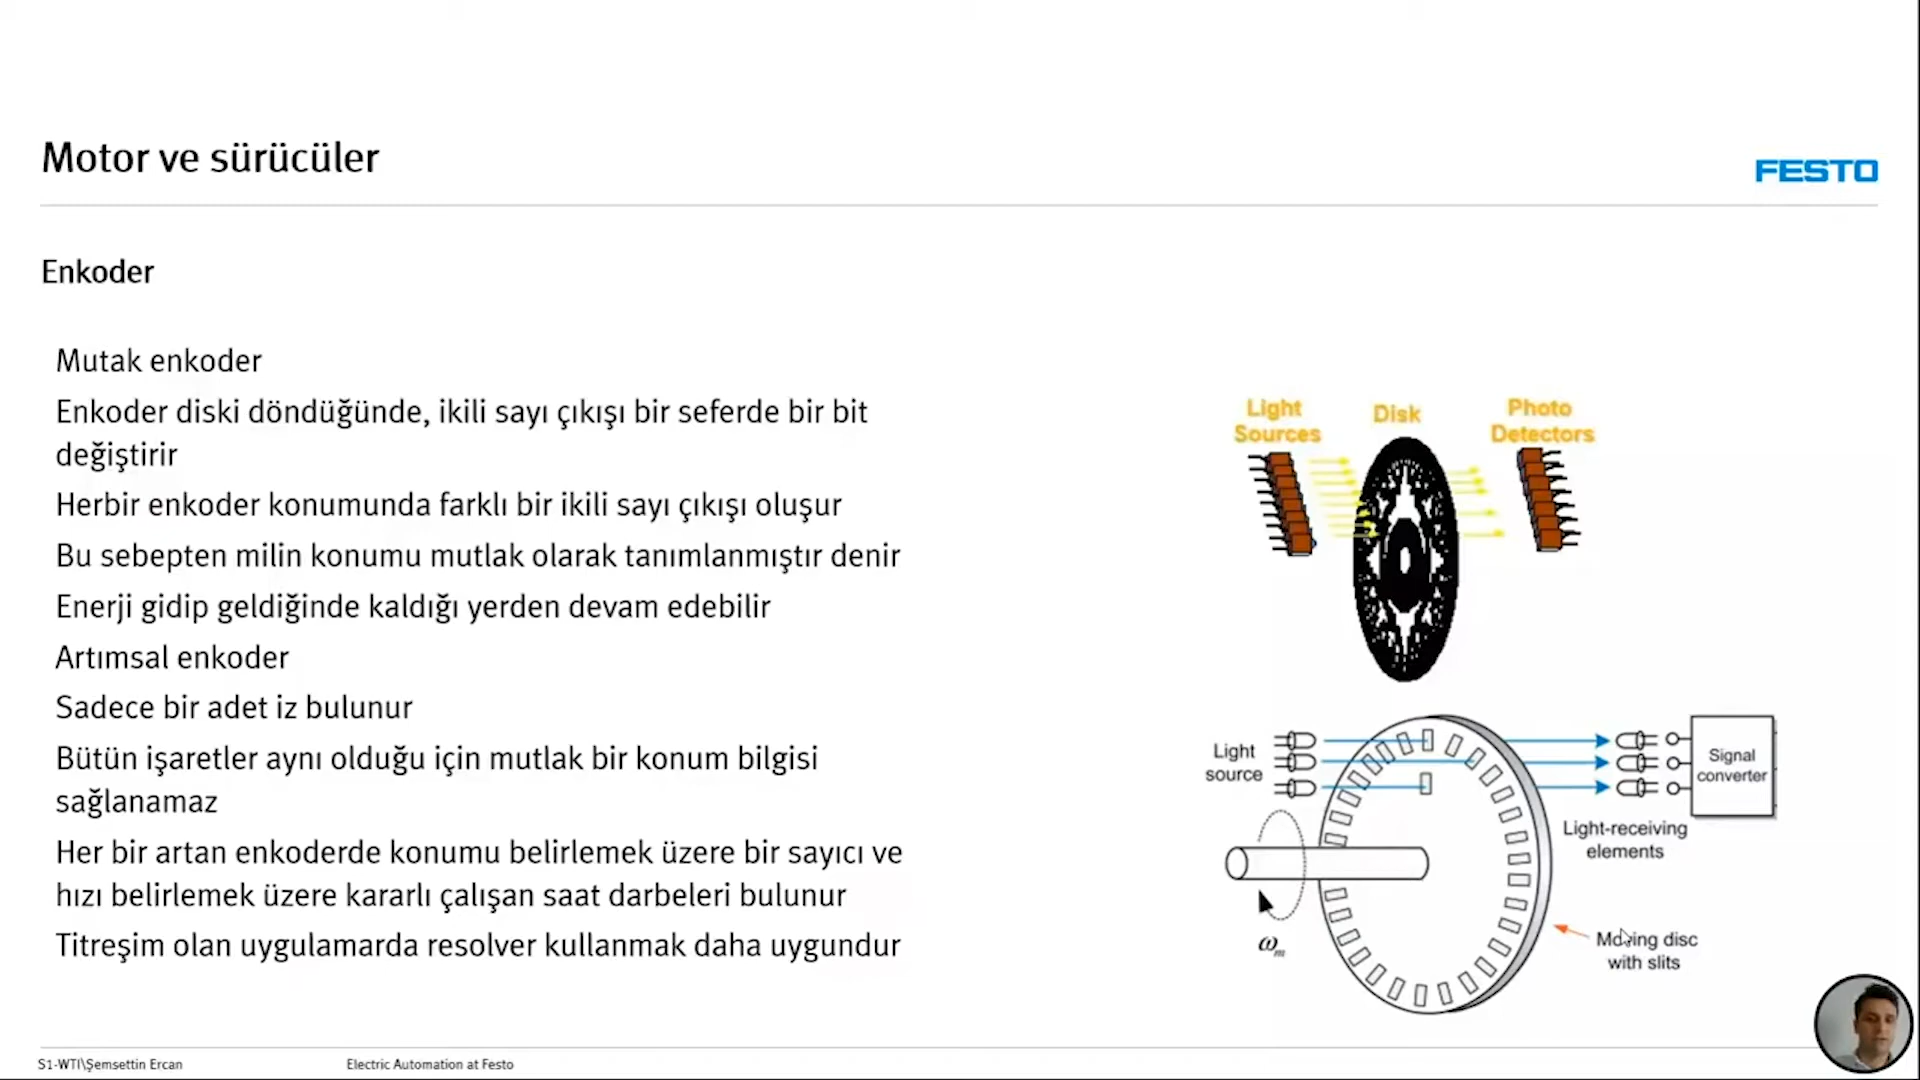 Motor ve sürücüler
FESTO
Enkoder
Mutak enkoder
Enkoder diski döndüğünde, ikili sayı çıkışı bir seferde bir bit
değiştirir
Herbir enkoder konumunda farklı bir ikili sayı çıkışı oluşur
Bu sebepten milin konumu mutlak olarak tanımlanmıştır denir
Enerji gidip geldiğinde kaldığı yerden devam edebilir
Artımsal enkoder
Sadece bir adet iz bulunur
Bütün işaretler aynı olduğu için mutlak bir konum bilgisi
sağlanamaz
Her bir artan enkoderde konumu belirlemek üzere bir sayıcı ve
hızı belirlemek üzere kararlı çalışan saat darbeleri bulunur
Titreşim olan uygulamarda resolver kullanmak daha uygundur
Light
Sources
Disk
Photo
Detectors
Light
source
Signal
converter
Light-receiving
elements
ωm
Moving disc
with slits
S1-WTI\Şemsettin Ercan
Electric Automation at Festo